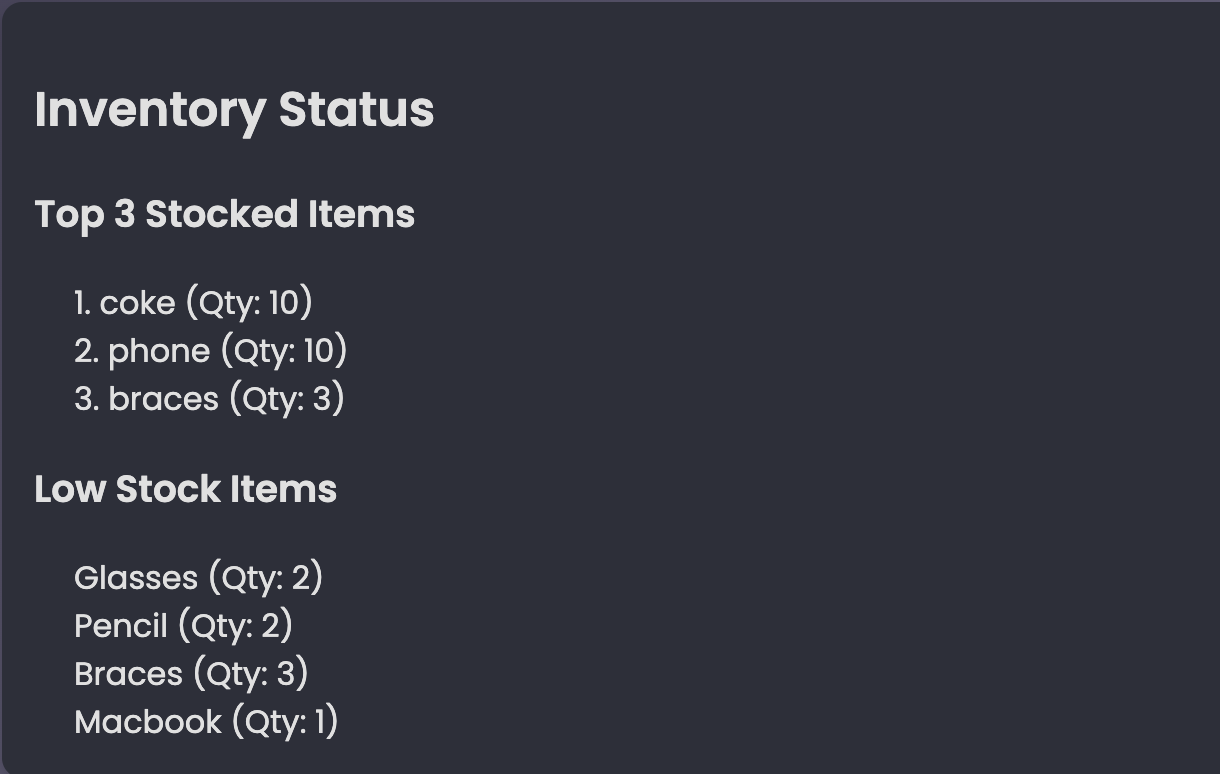 Inventory Status
Top 3 Stocked Items
1. coke (Qty: 10)
2. phone (Qty: 10)
3. braces (Qty: 3)
Low Stock Items
Glasses (Qty: 2)
Pencil (Qty: 2)
Braces (Qty: 3)
Macbook (Qty: 1)